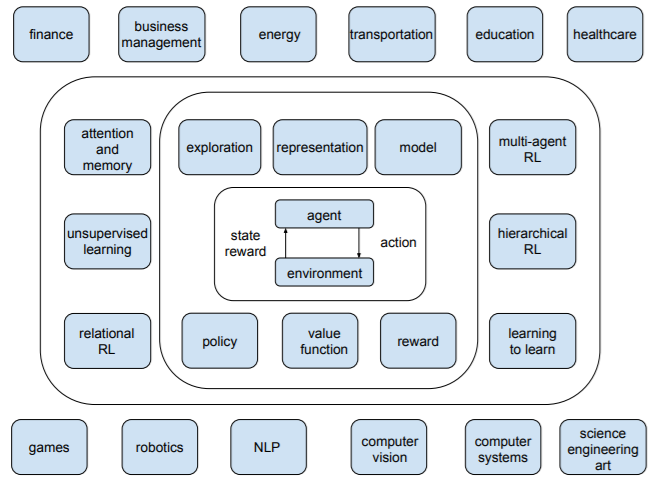 finance
business
management
energy
transportation
education
healthcare
attention
and
memory
exploration
representation
model
multi-agent
RL
unsupervised
learning
state
reward
agent
environment
action
hierarchical
RL
relational
RL
policy
value
function
reward
learning
to learn
games
robotics
NLP
computer
vision
computer
systems
science
engineering
art